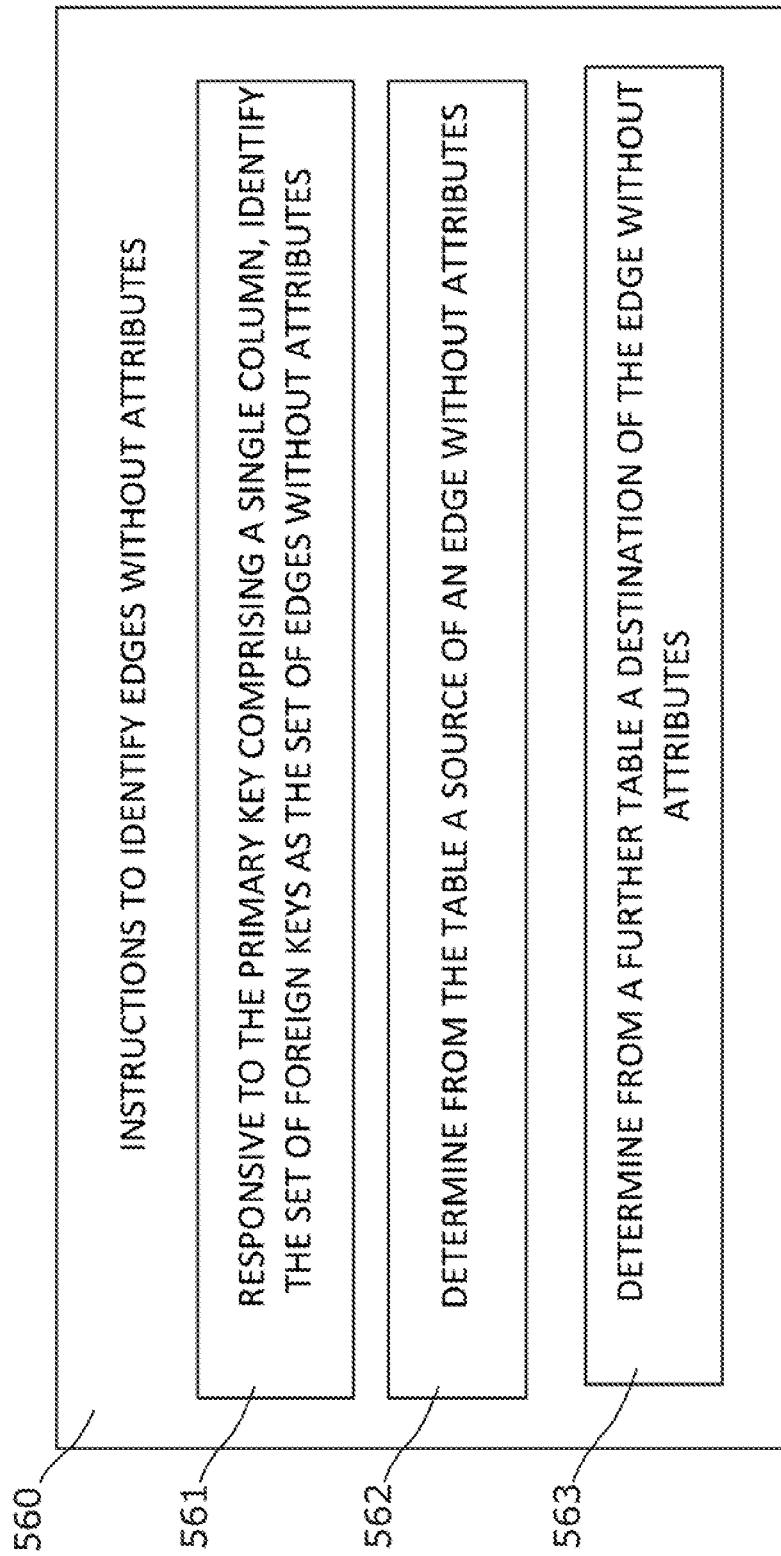 560
INSTRUCTIONS TO IDENTIFY EDGES WITHOUT ATTRIBUTES
561
RESPONSIVE TO THE PRIMARY KEY COMPRISING A SINGLE COLUMN, IDENTIFY
THE SET OF FOREIGN KEYS AS THE SET OF EDGES WITHOUT ATTRIBUTES
562
DETERMINE FROM THE TABLE A SOURCE OF AN EDGE WITHOUT ATTRIBUTES
563
DETERMINE FROM A FURTHER TABLE A DESTINATION OF THE EDGE WITHOUT
ATTRIBUTES